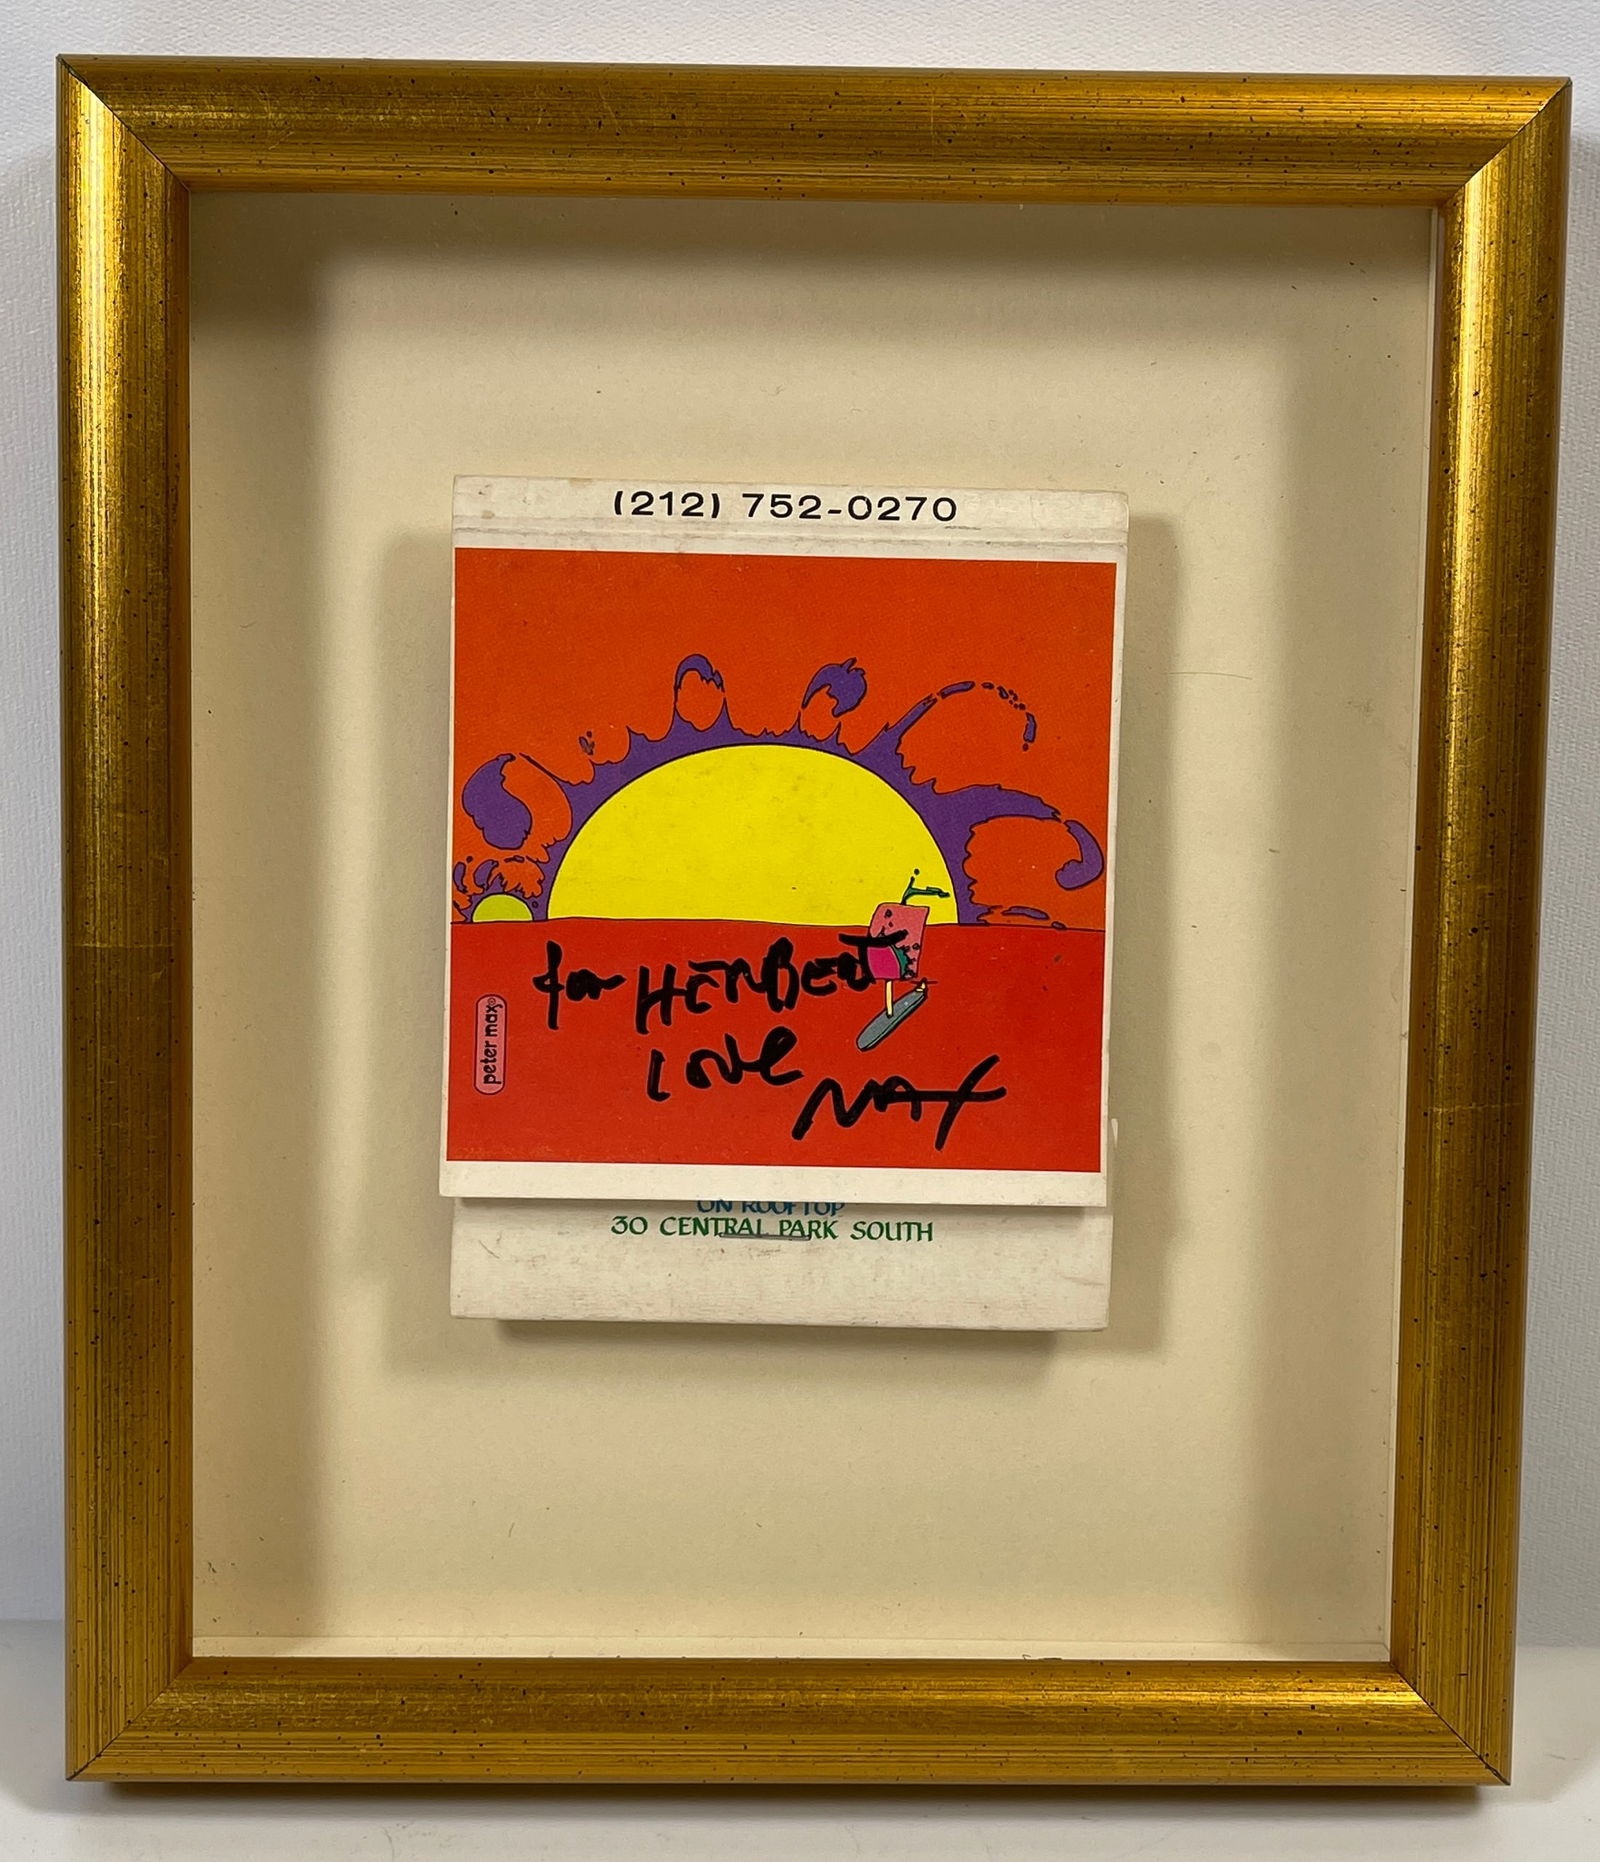 (212) 752-0270
for HERBERT
LOVE
MAX
peter max®
ON ROOFTOP
30 CENTRAL PARK SOUTH